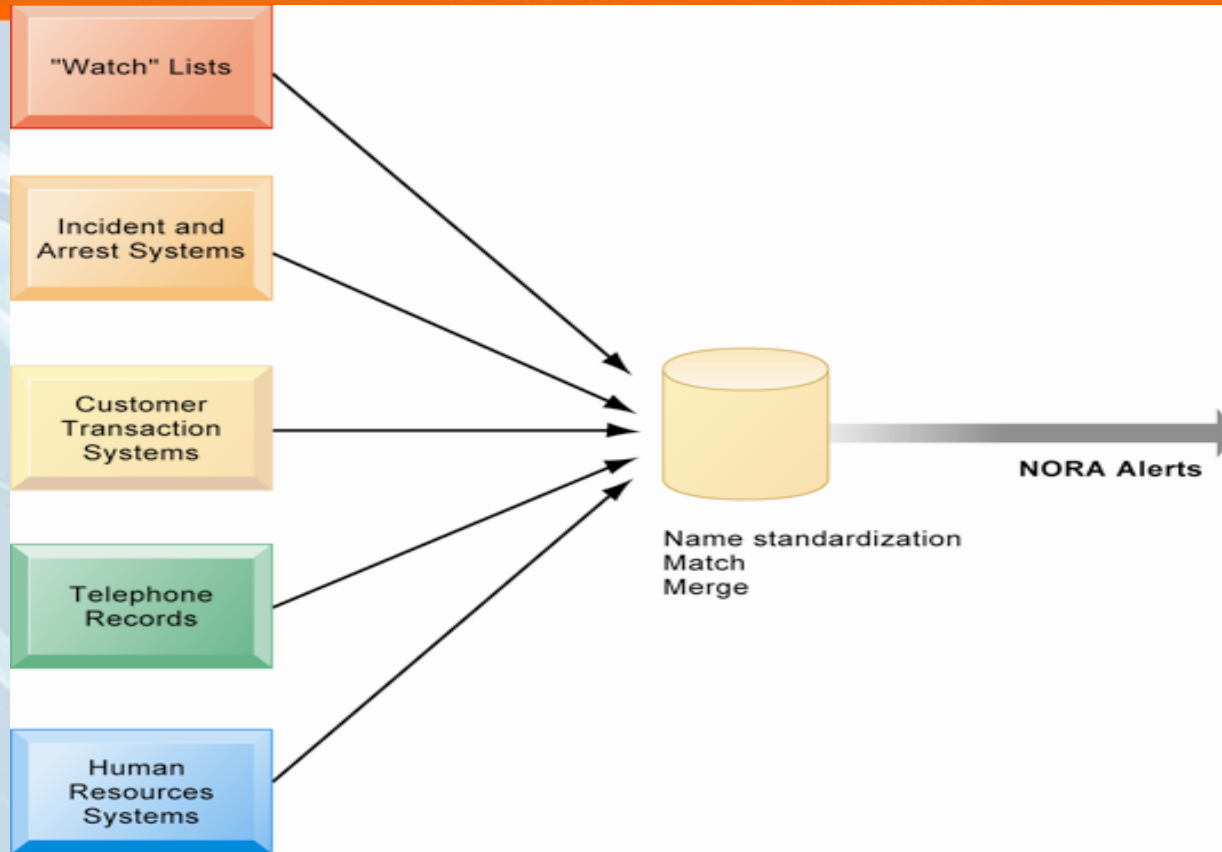 "Watch" Lists
Incident and
Arrest Systems
Customer
Transaction
Systems
Telephone
Records
Human
Resources
Systems
Name standardization
Match
Merge
NORA Alerts